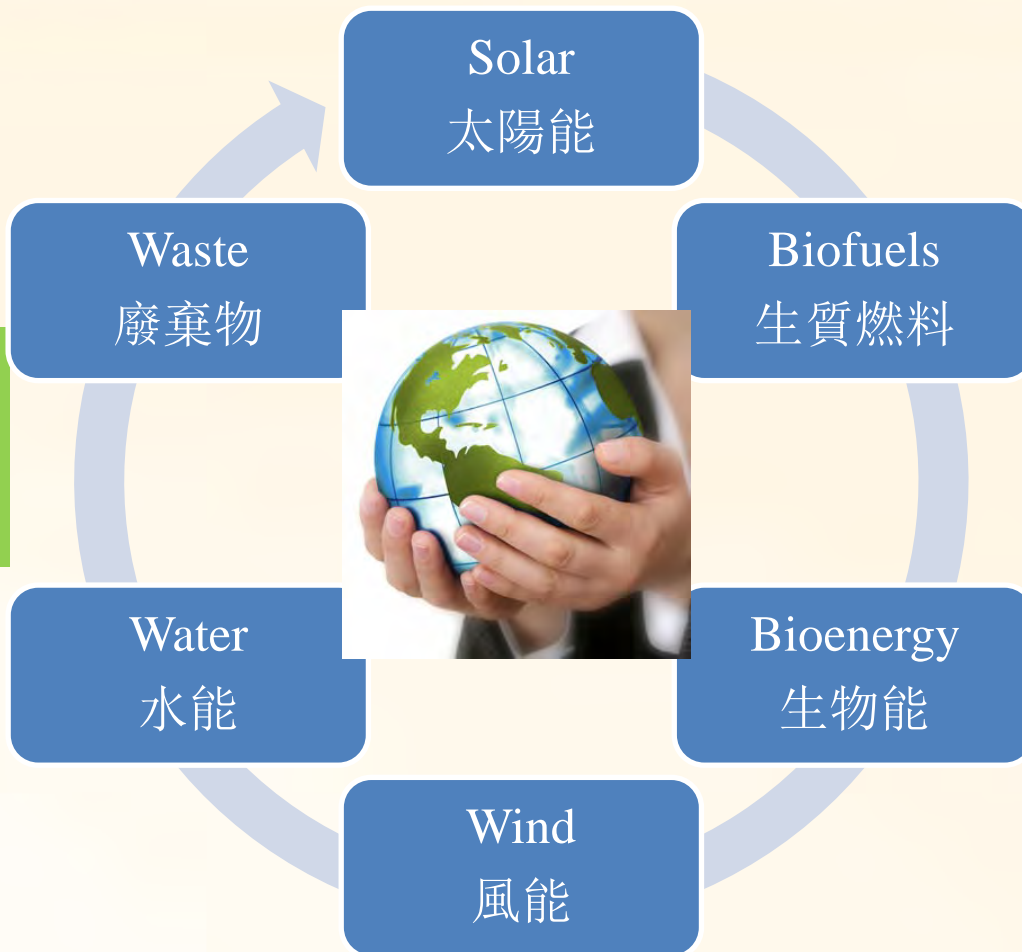 Solar
太陽能
Biofuels
生質燃料
Bioenergy
生物能
Wind
風能
Water
水能
Waste
廢棄物